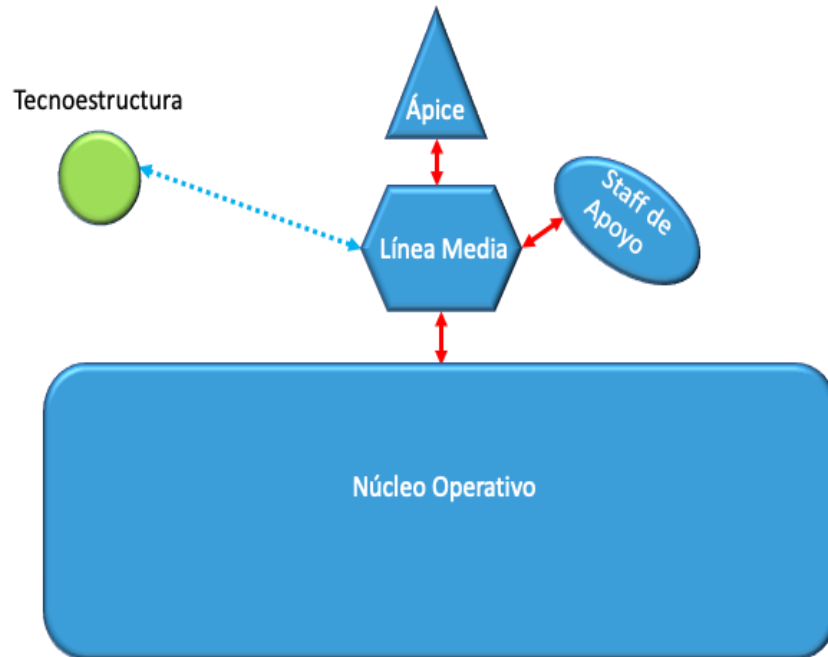 Tecnoestructura
Ápice
Staff de
Apoyo
Línea Media
Núcleo Operativo